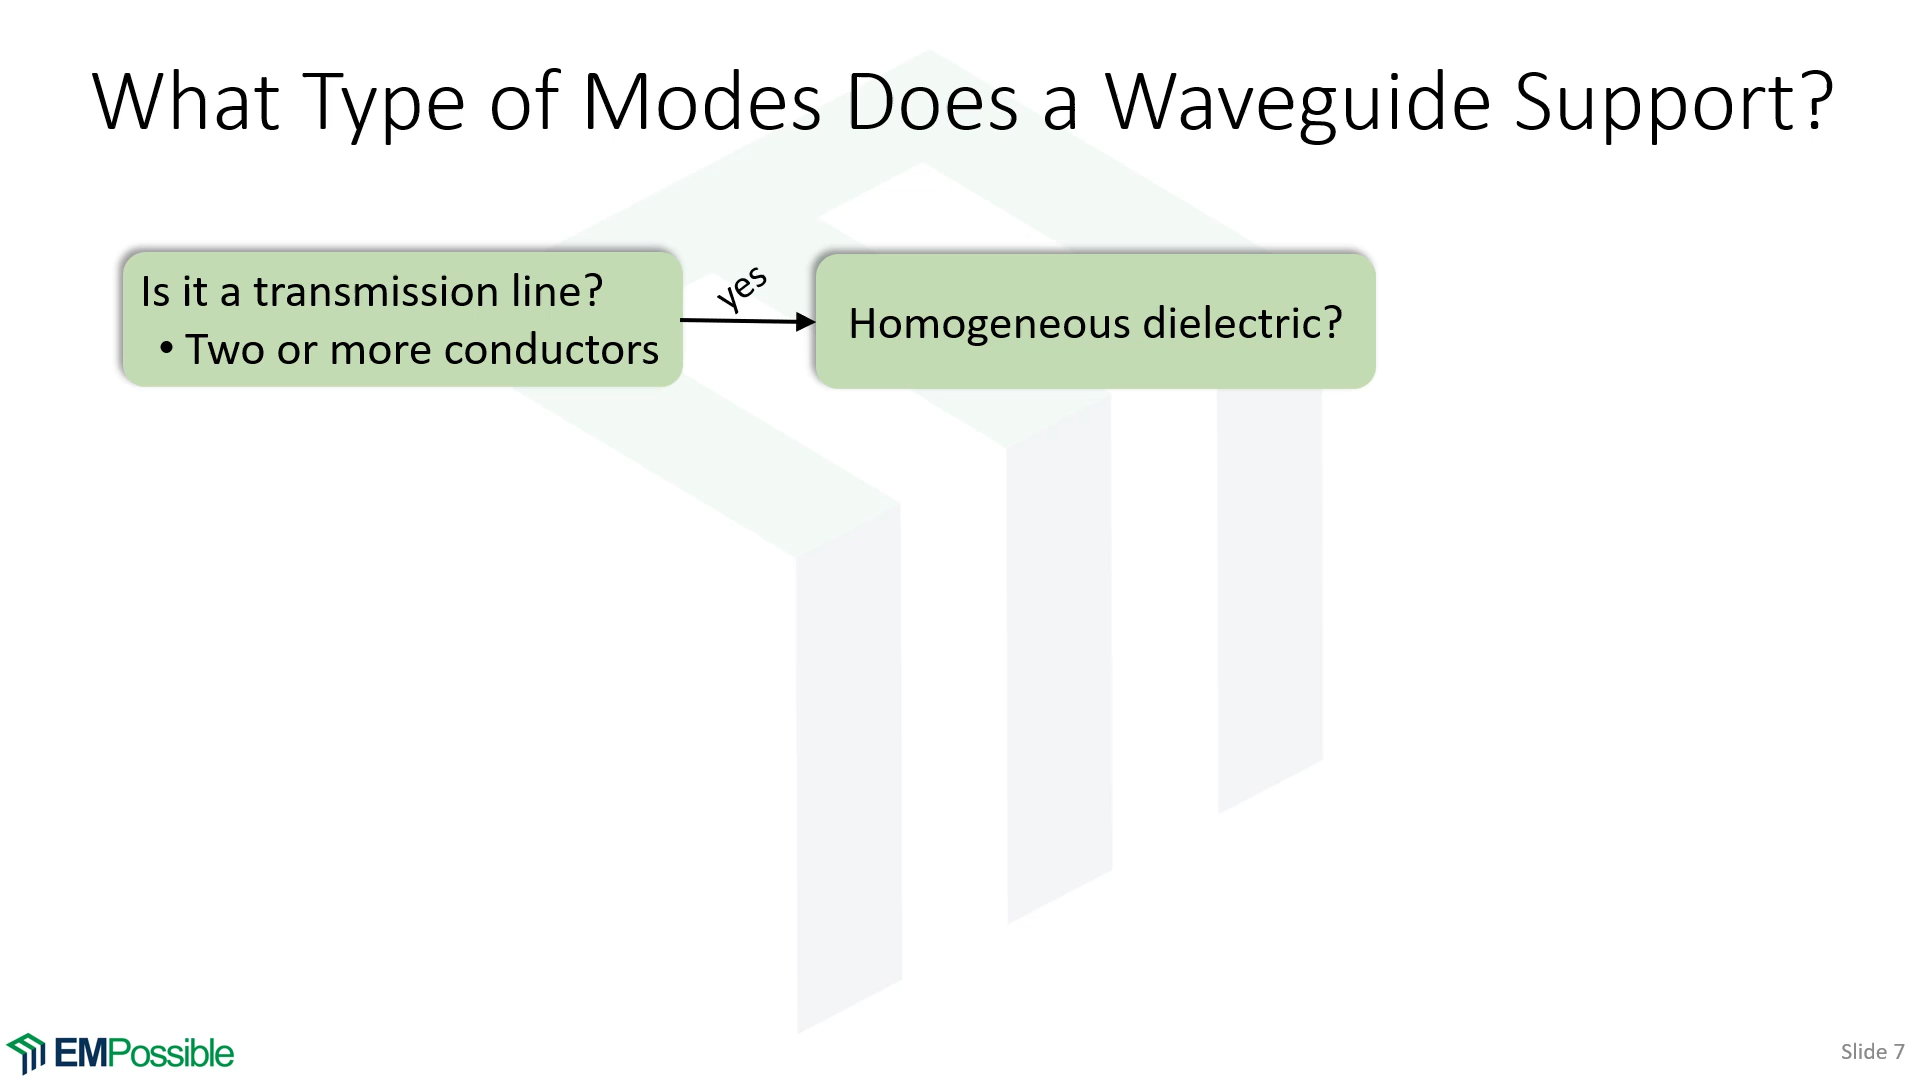 What Type of Modes Does a Waveguide Support?
Is it a transmission line?
• Two or more conductors
yes
Homogeneous dielectric?
EMPossible
Slide 7